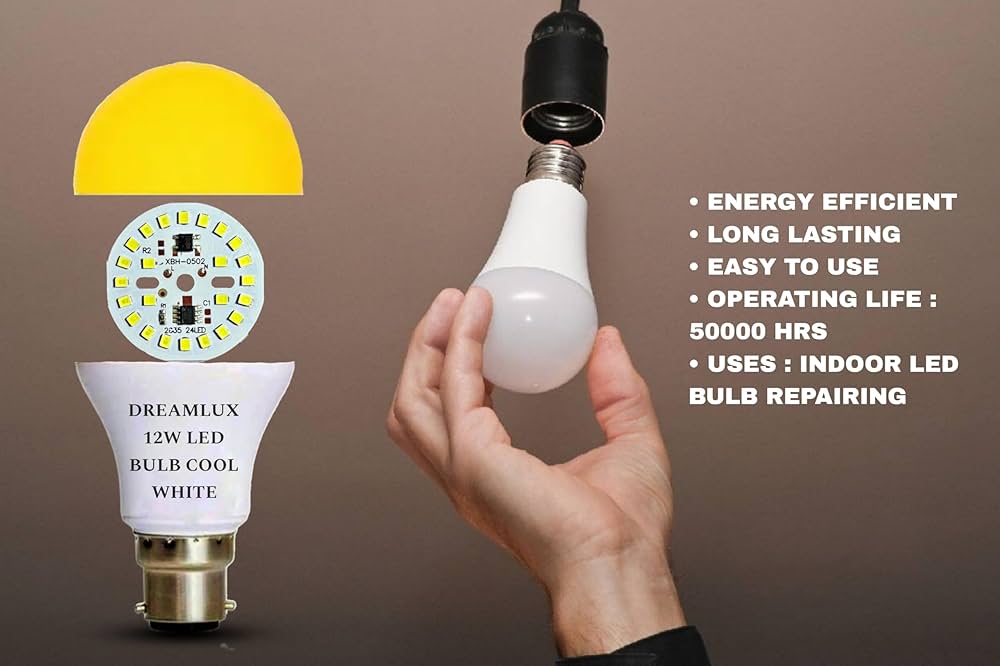 R2
XBH-0502
L
N
R1
C1
2835 24LED
DREAMLUX
12W LED
BULB COOL
WHITE
• ENERGY EFFICIENT
• LONG LASTING
• EASY TO USE
• OPERATING LIFE :
50000 HRS
• USES : INDOOR LED
BULB REPAIRING